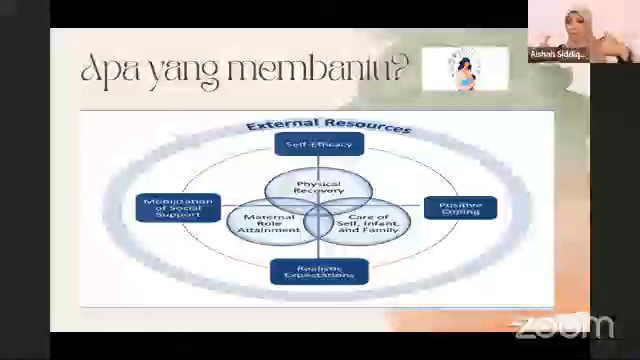 Apa yang membantu?
Aishah Siddiq...
External Resources
Self-Efficacy
Physical
Recovery
Mobilization
of Social
Support
Maternal
Role
Attainment
Care of
Self, Infant,
and Family
Positive
Coping
Realistic
Expectations
zoom